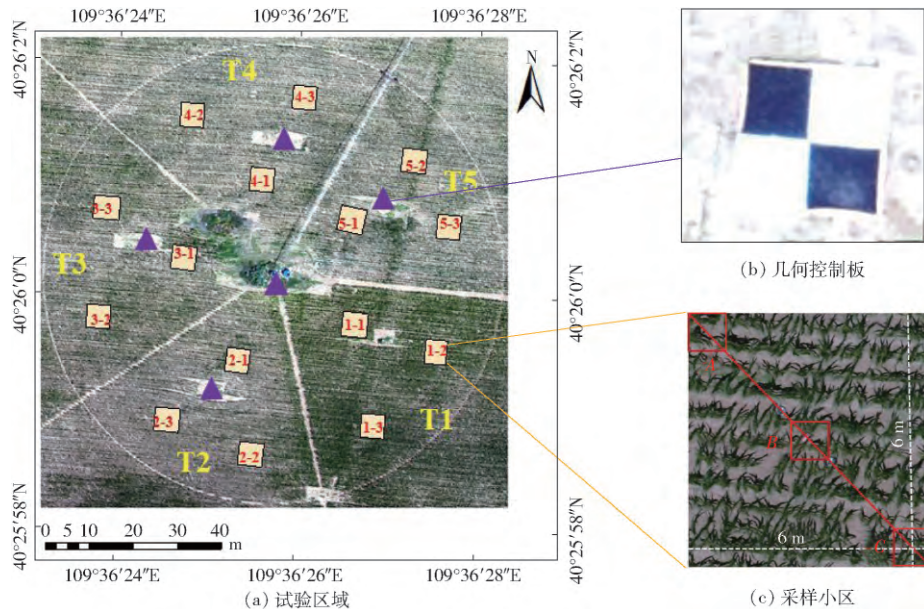 109°36′24″E
109°36′26″E
109°36′28″E
40°26′2″N
40°26′2″N
N
T4
4-3
4-2
5-2
4-1
T5
3-3
5-1
5-3
3-1
T3
40°26′0″N
40°26′0″N
3-2
1-1
1-2
2-1
2-3
1-3
T1
2-2
T2
0 5 10 20 30 40
m
40°25′58″N
40°25′58″N
109°36′24″E
109°36′26″E
109°36′28″E
(a) 试验区域
(b) 几何控制板
A
B
C
6 m
6 m
(c) 采样小区